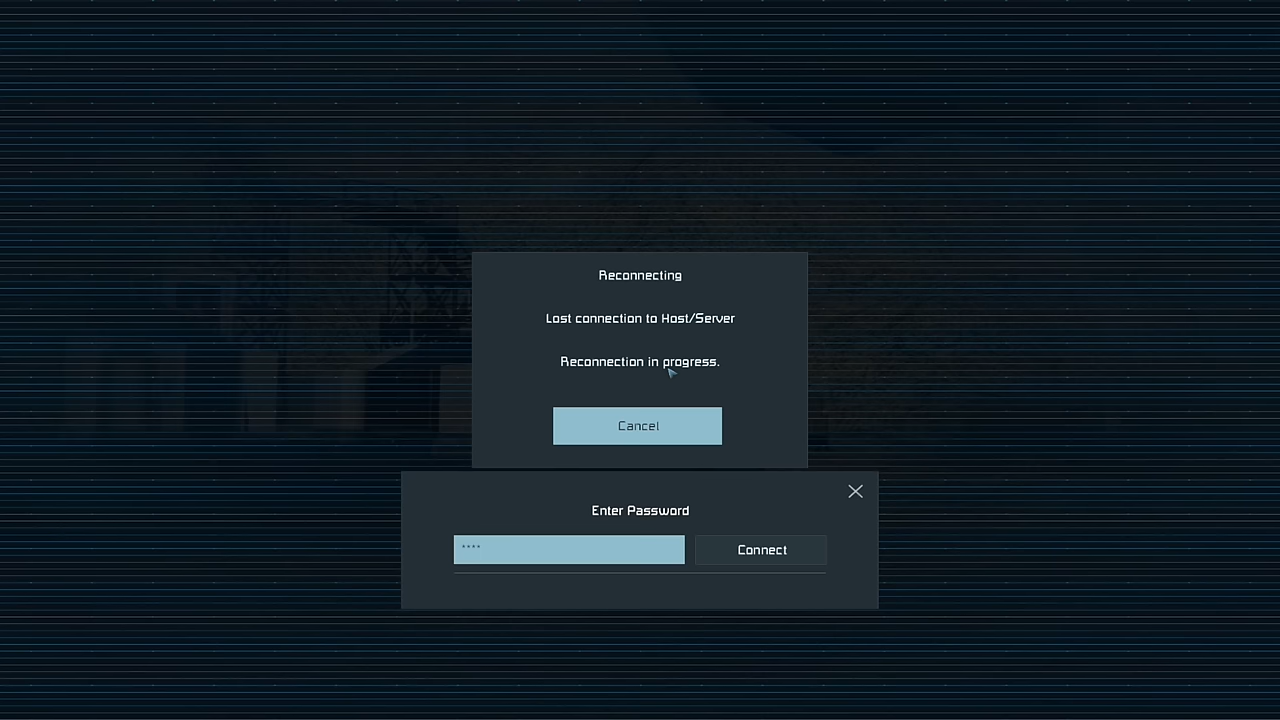 Reconnecting
Lost connection to Host/Server
Reconnection in progress.
Cancel
Enter Password
****
Connect